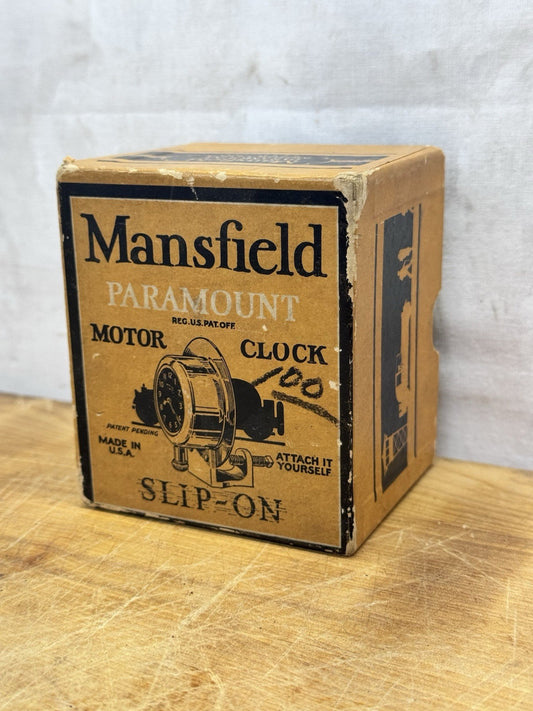 Mansfield
PARAMOUNT
REG.U.S.PAT.OFF.
MOTOR CLOCK
100
PATENT PENDING
MADE IN
U.S.A.
ATTACH IT
YOURSELF
SLIP-ON